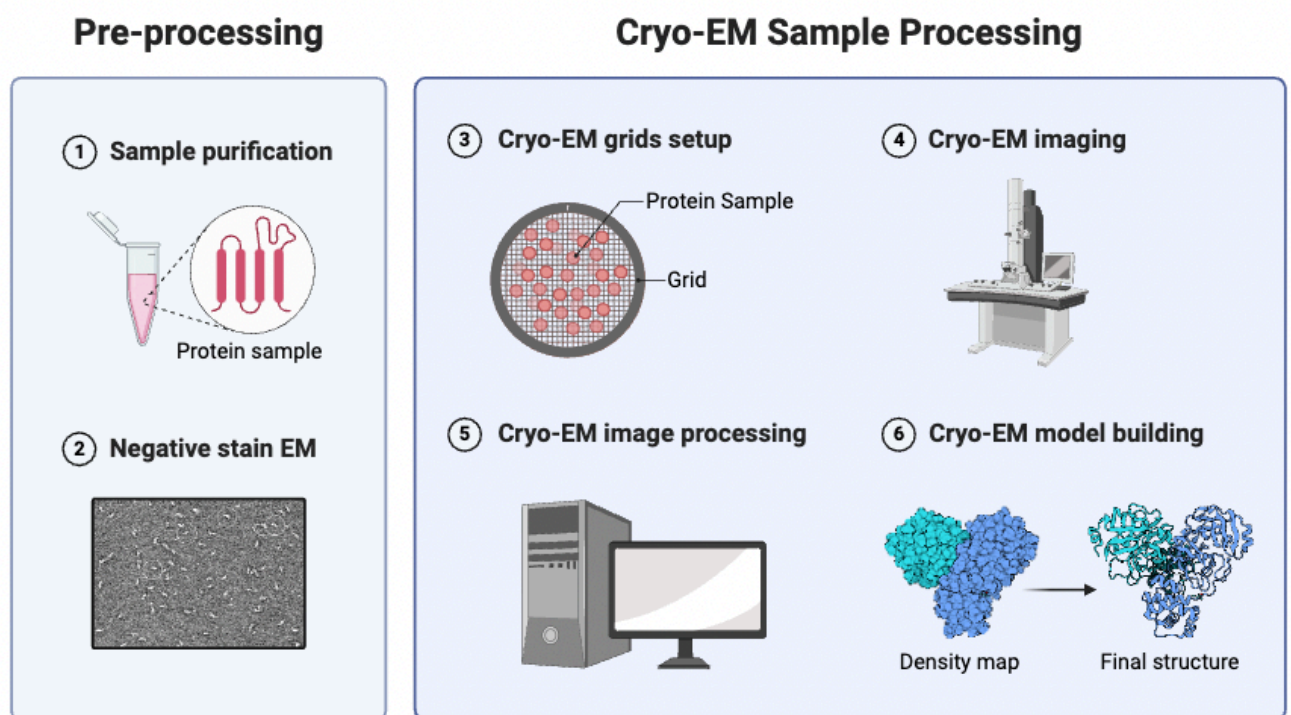 Pre-processing
Cryo-EM Sample Processing
1 Sample purification
Protein sample
2 Negative stain EM
3 Cryo-EM grids setup
Protein Sample
Grid
4 Cryo-EM imaging
5 Cryo-EM image processing
6 Cryo-EM model building
Density map
Final structure